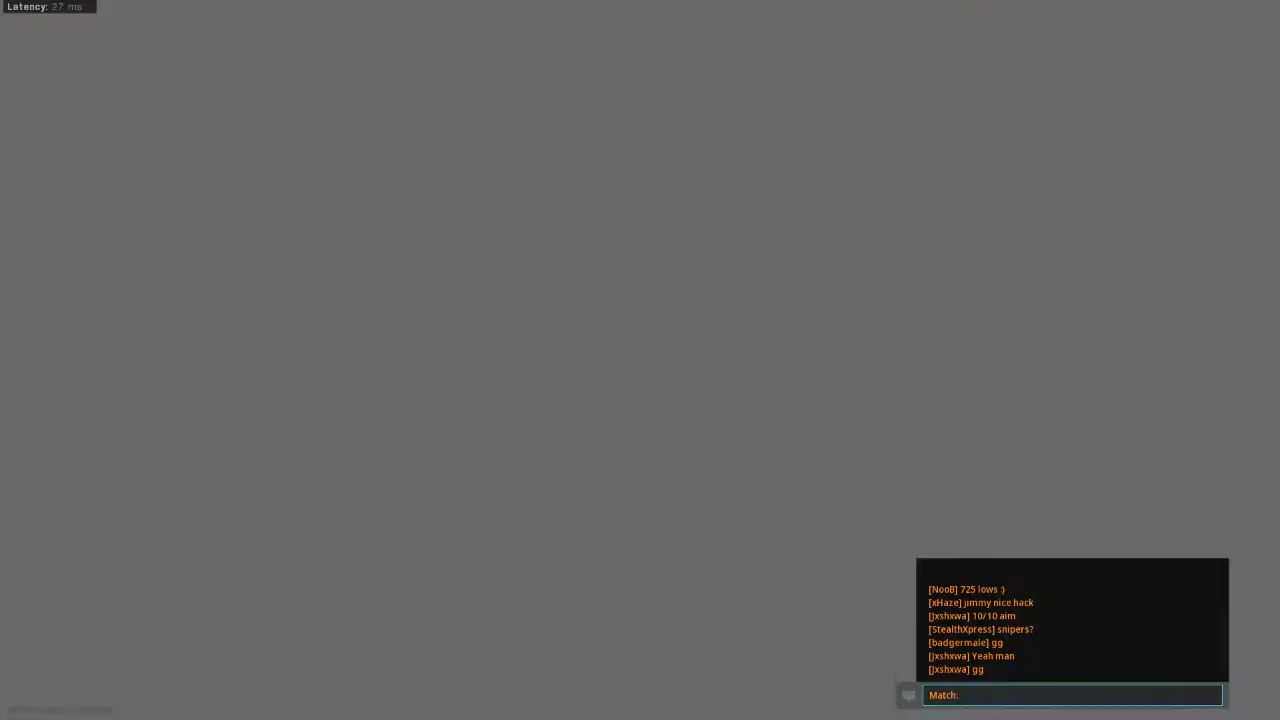 Latency: 27 ms
[NooB] 725 lows :)
[xHaze] jimmy nice hack
[Jxshxwa] 10/10 aim
[StealthXpress] snipers?
[badgermale] gg
[Jxshxwa] Yeah man
[Jxshxwa] gg
Match: